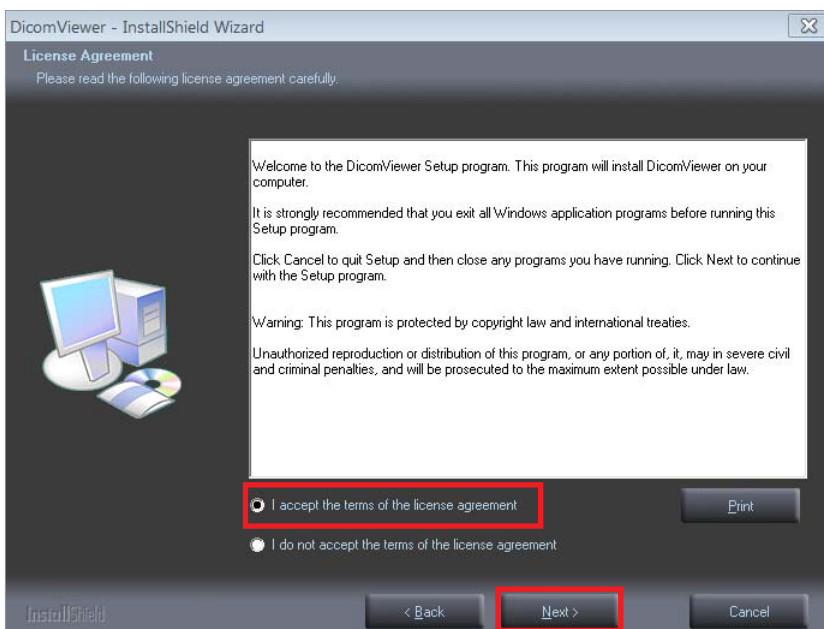 DicomViewer - InstallShield Wizard
License Agreement
Please read the following license agreement carefully.
Welcome to the DicomViewer Setup program. This program will install DicomViewer on your
computer.
It is strongly recommended that you exit all Windows application programs before running this
Setup program.
Click Cancel to quit Setup and then close any programs you have running. Click Next to continue
with the Setup program.
Warning: This program is protected by copyright law and international treaties.
Unauthorized reproduction or distribution of this program, or any portion of, it, may in severe civil
and criminal penalties, and will be prosecuted to the maximum extent possible under law.
I accept the terms of the license agreement
Print
I do not accept the terms of the license agreement
InstallShield
< Back
Next >
Cancel